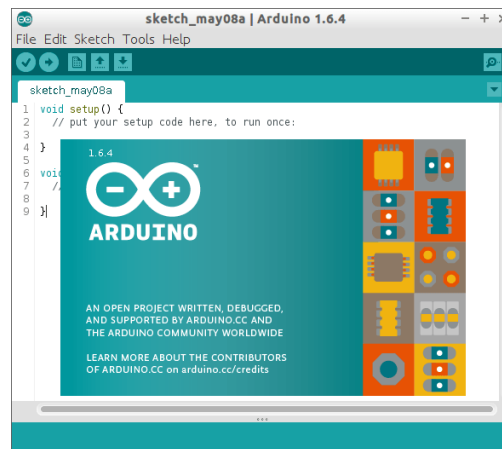 sketch_may08a | Arduino 1.6.4
File Edit Sketch Tools Help
sketch_may08a
1 void setup() {
2 // put your setup code here, to run once:
3
4 }
5
6 voi
7 //
8
9 }
1.6.4
TM
ARDUINO
AN OPEN PROJECT WRITTEN, DEBUGGED,
AND SUPPORTED BY ARDUINO.CC AND
THE ARDUINO COMMUNITY WORLDWIDE
LEARN MORE ABOUT THE CONTRIBUTORS
OF ARDUINO.CC on arduino.cc/credits